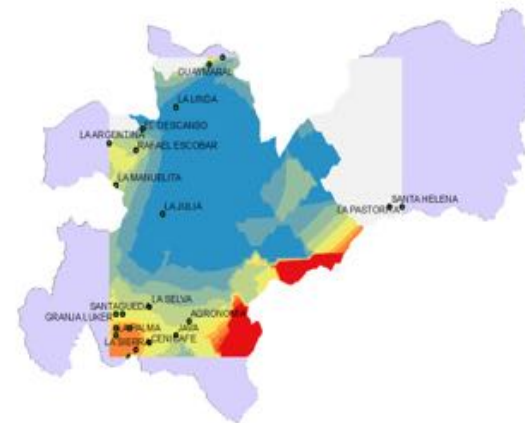 GUAYMARAL
LA LINDA
EL DESCANSO
LA ARGENTINA
RAFAEL ESCOBAR
LA MANUELITA
SANTA HELENA
LA PASTORITA
LA JULIA
LA SELVA
SANTAGUEDA
GRANJA LUKER
AGRONOMIA
LA PALMA
JAVA
CENICAFE
LA SIERRA